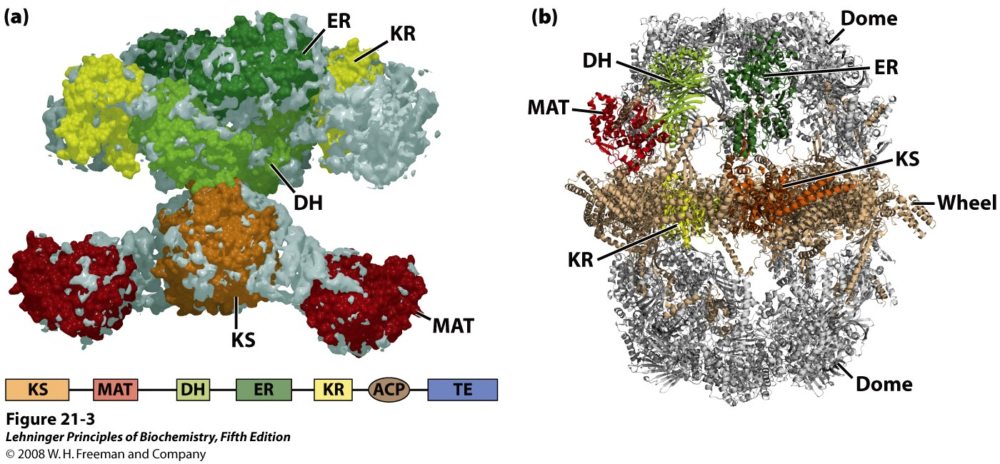 (a)
ER
KR
DH
KS
MAT
KS MAT DH ER KR ACP TE
Figure 21-3
Lehninger Principles of Biochemistry, Fifth Edition
© 2008 W. H. Freeman and Company
(b)
Dome
DH
ER
MAT
KS
Wheel
KR
Dome